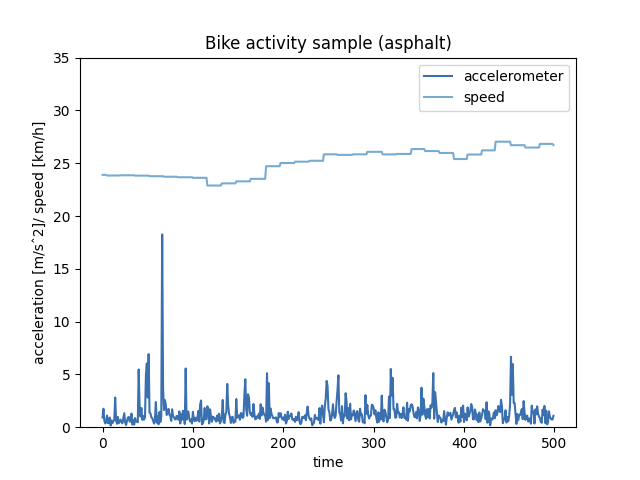 Bike activity sample (asphalt)
accelerometer
speed
acceleration [m/sˆ2]/ speed [km/h]
35
30
25
20
15
10
5
0
0 100 200 300 400 500
time